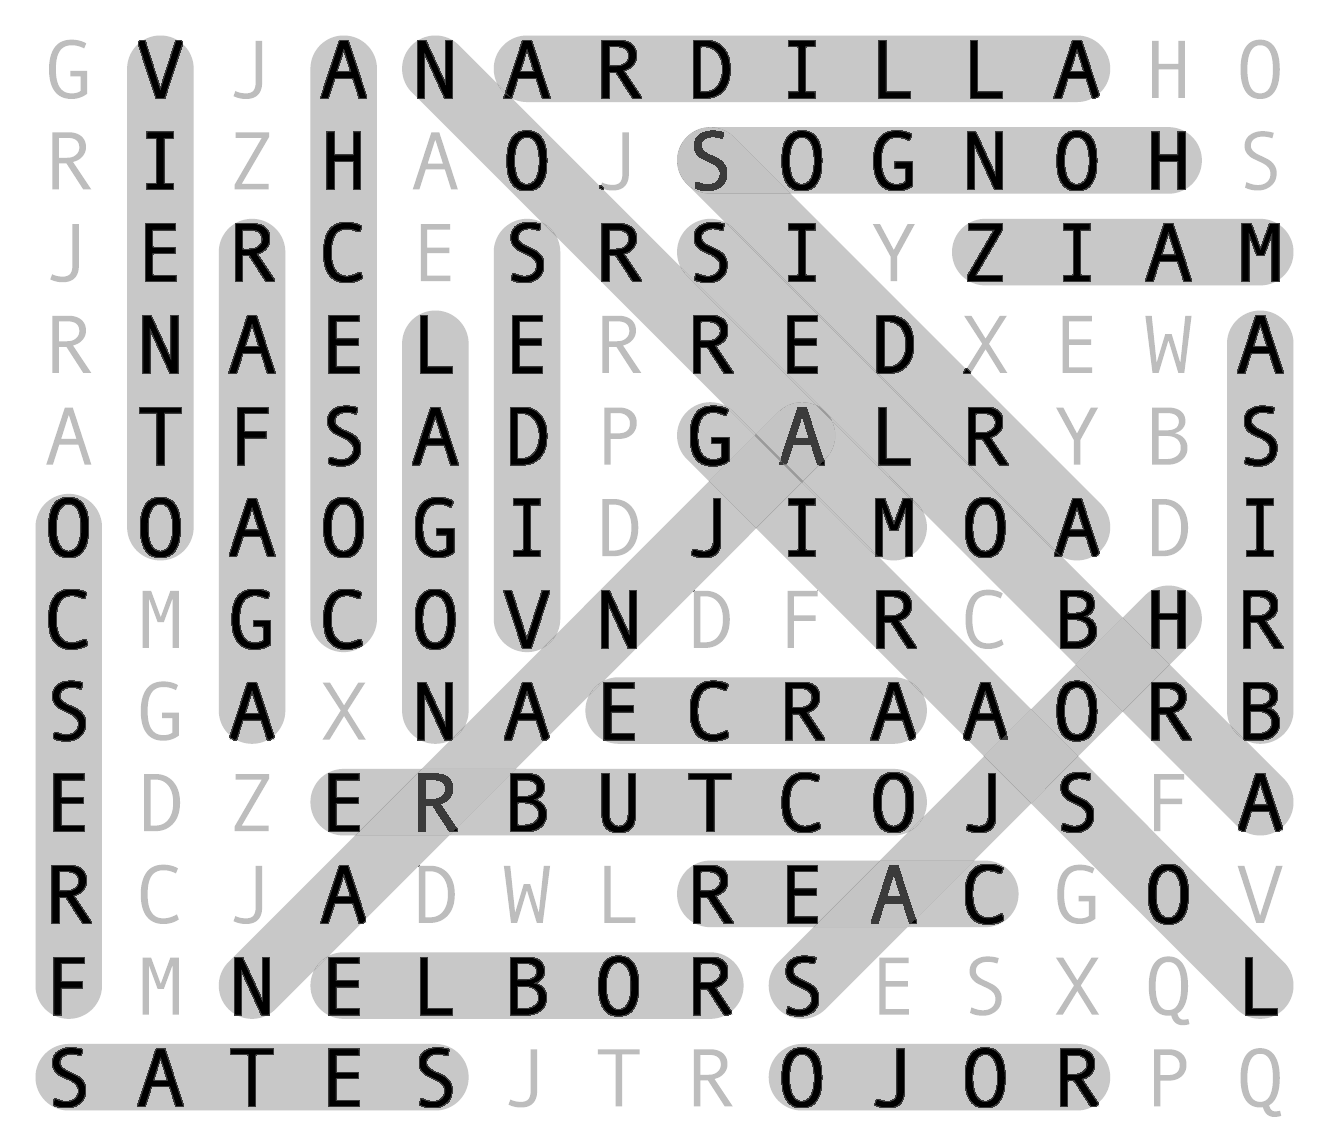 G V J A N A R D I L L A H O
R I Z H A O J S O G N O H S
J E R C E S R S I Y Z I A M
R N A E L E R R E D X E W A
A T F S A D P G A L R Y B S
O O A O G I D J I M O A D I
C M G C O V N D F R C B H R
S G A X N A E C R A A O R B
E D Z E R B U T C O J S F A
R C J A D W L R E A C G O V
F M N E L B O R S E S X Q L
S A T E S J T R O J O R P Q